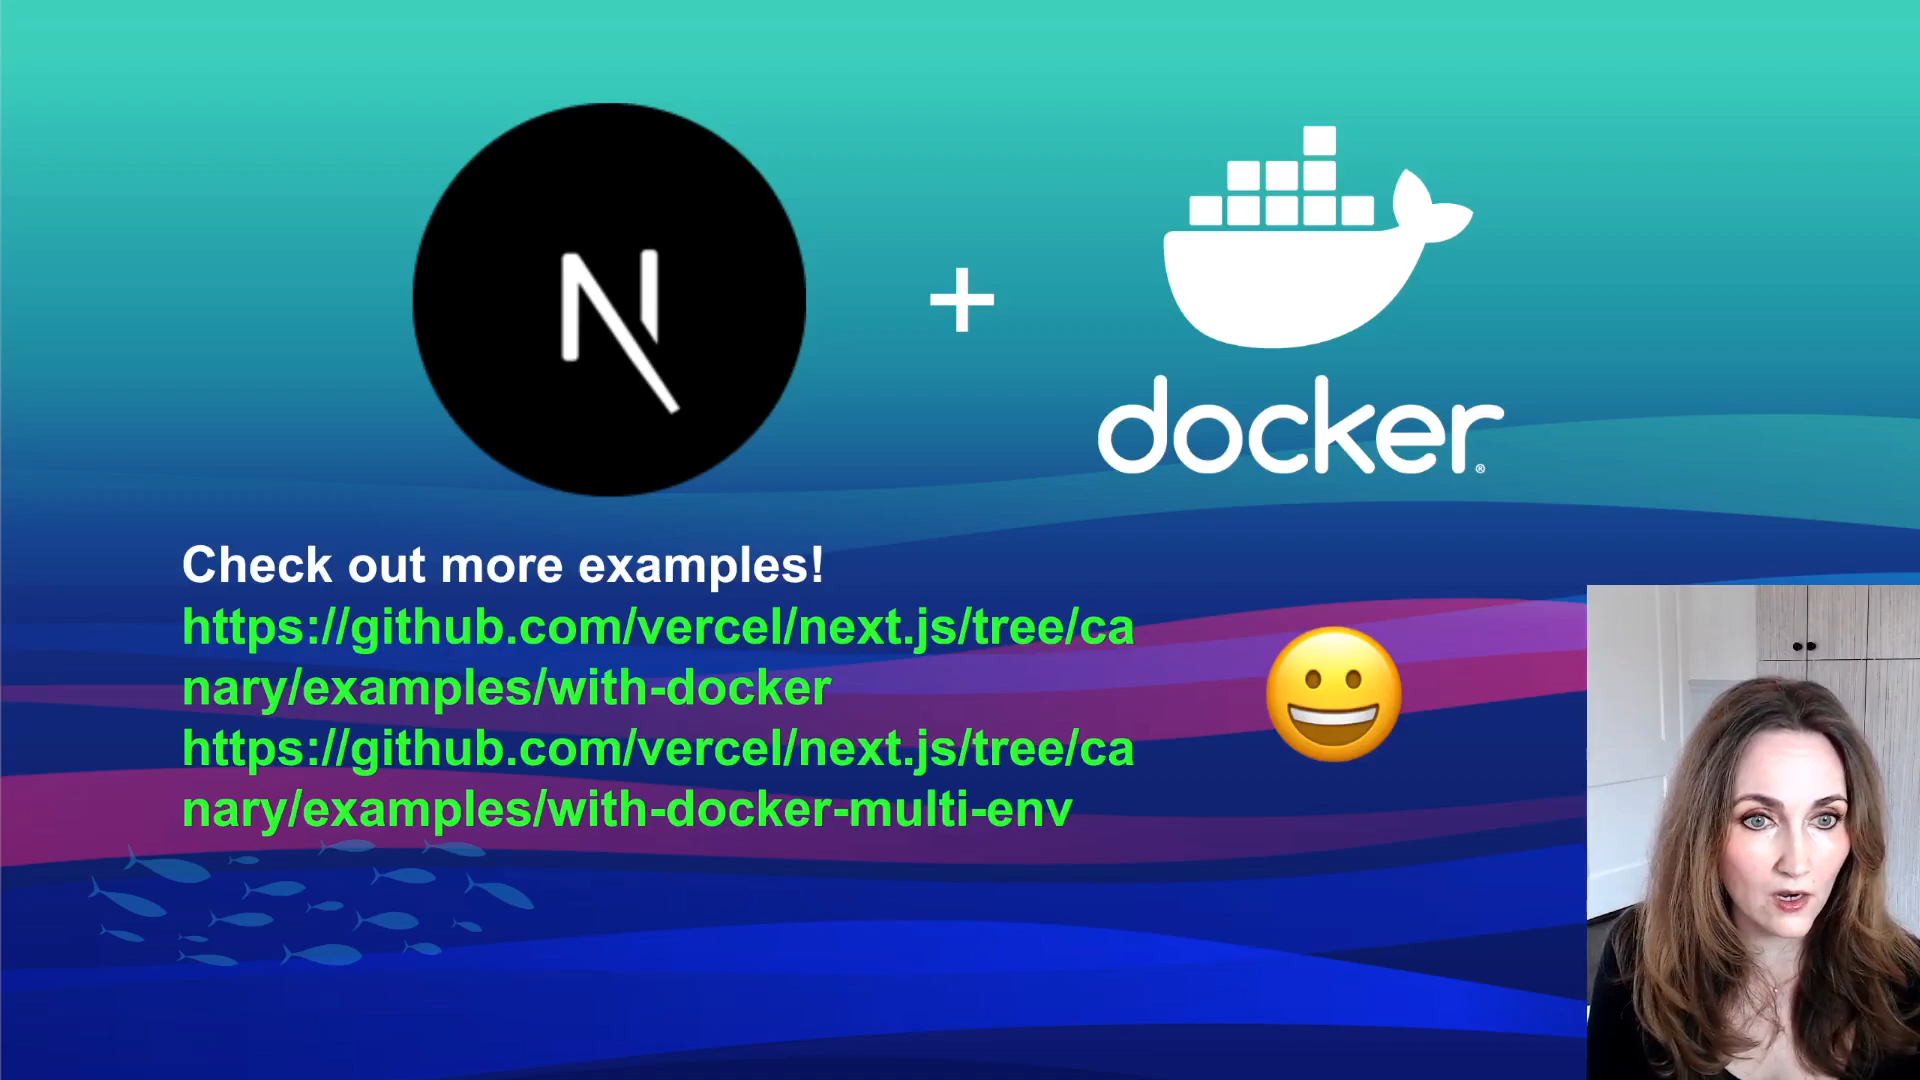 N
+
docker®
Check out more examples!
https://github.com/vercel/next.js/tree/ca
nary/examples/with-docker
https://github.com/vercel/next.js/tree/ca
nary/examples/with-docker-multi-env